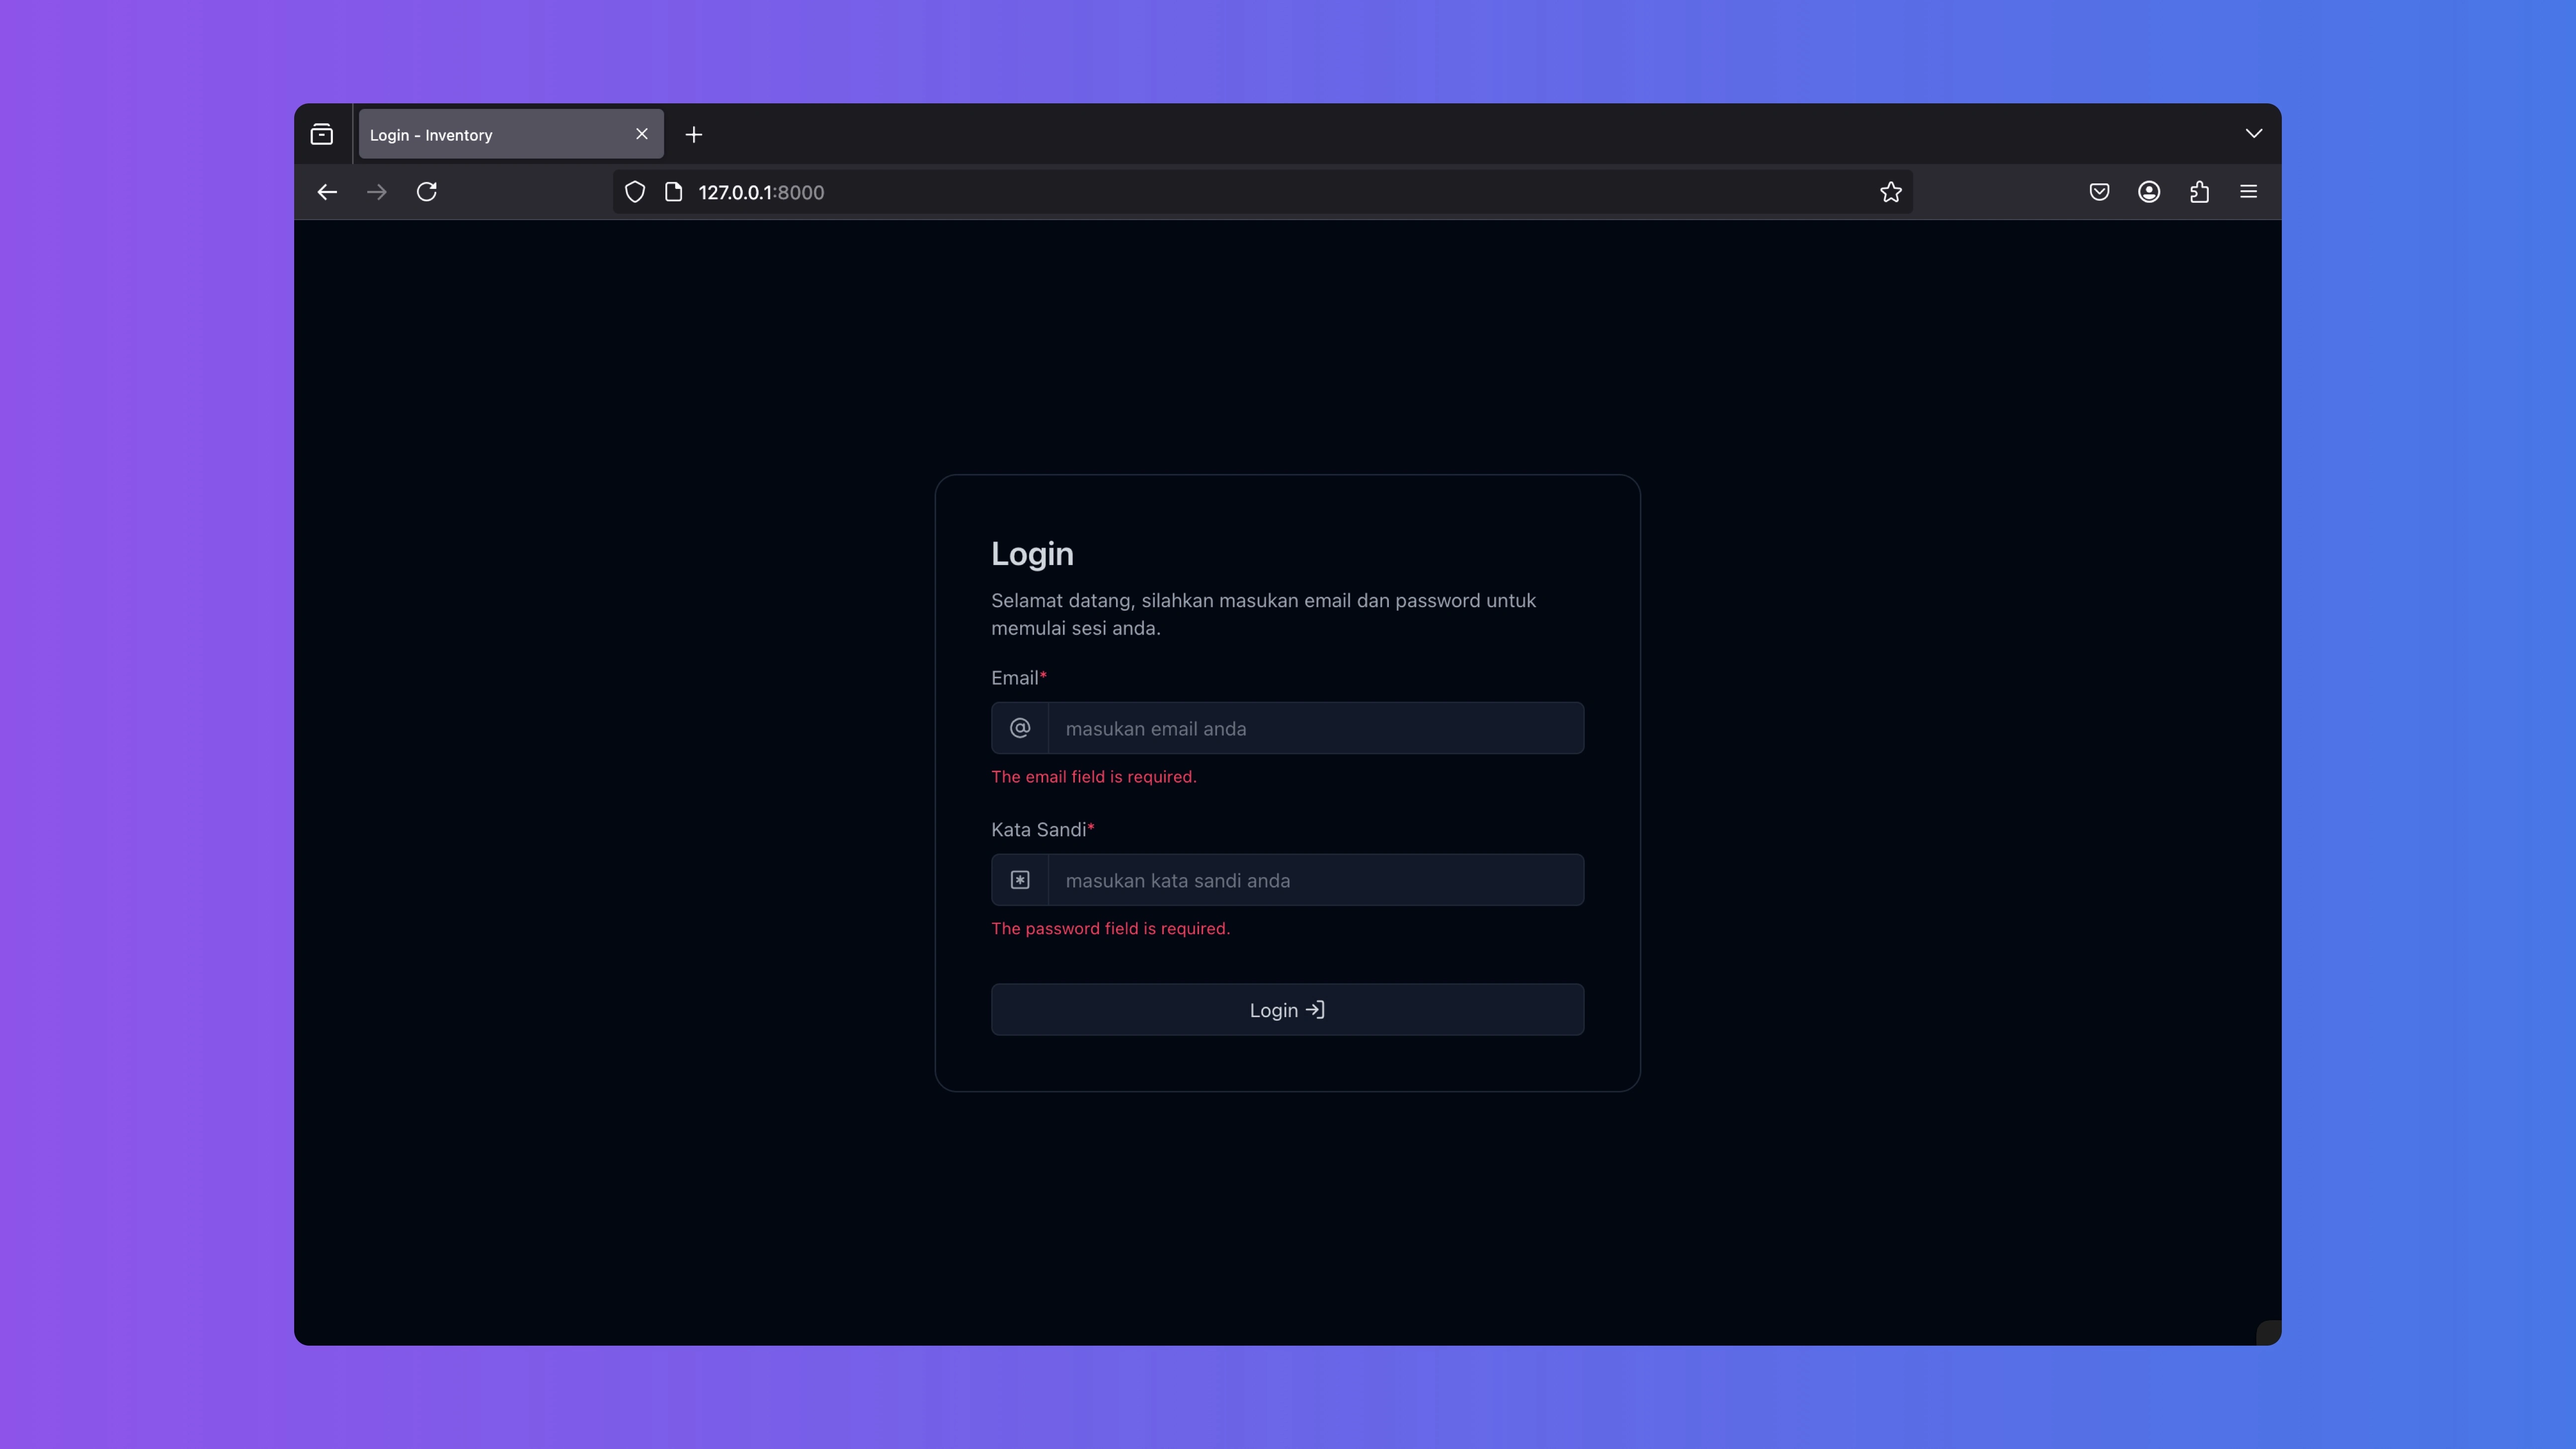 Login - Inventory
127.0.0.1:8000
Login
Selamat datang, silahkan masukan email dan password untuk
memulai sesi anda.
Email*
masukan email anda
The email field is required.
Kata Sandi*
masukan kata sandi anda
The password field is required.
Login